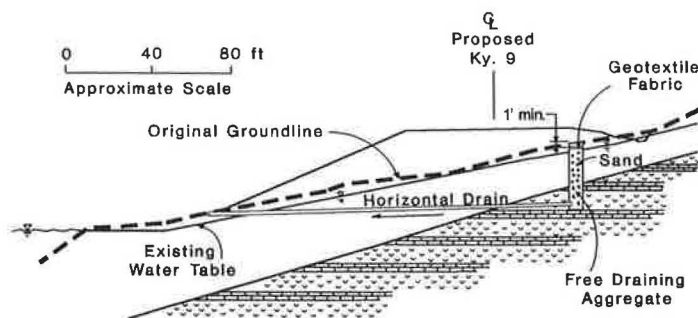 ℄
Proposed
Ky. 9
0 40 80 ft
Approximate Scale
Geotextile
Fabric
1' min.
Original Groundline
Sand
Horizontal Drain
Existing
Water Table
Free Draining
Aggregate